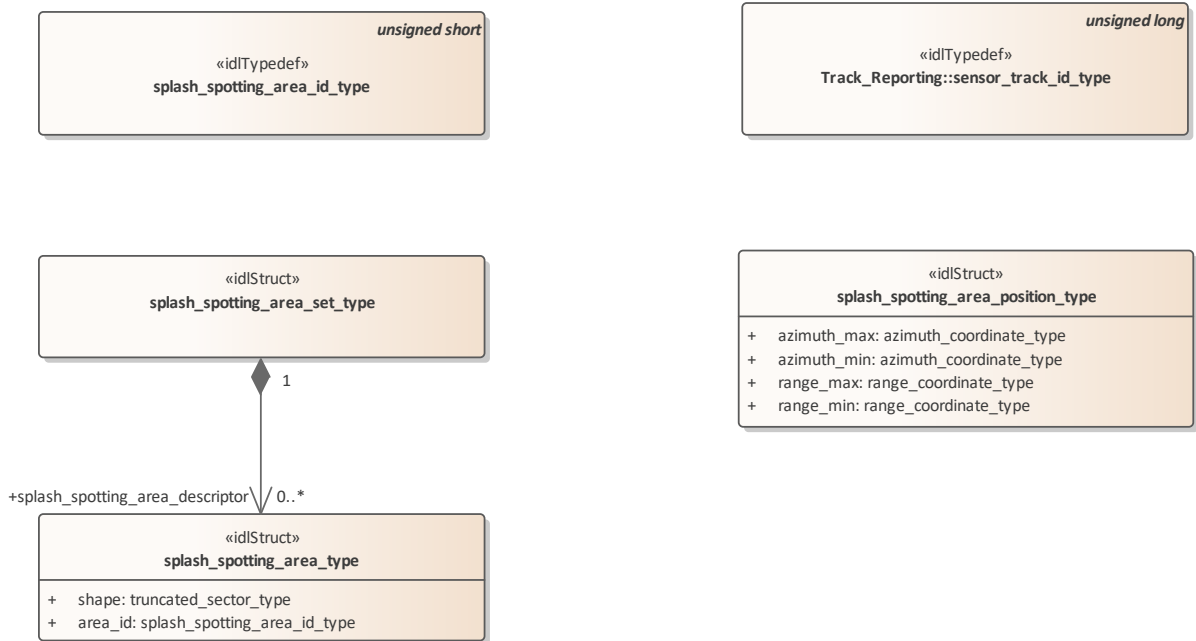 unsigned short
«idlTypedef»
splash_spotting_area_id_type
unsigned long
«idlTypedef»
Track_Reporting::sensor_track_id_type
«idlStruct»
splash_spotting_area_set_type
1
+splash_spotting_area_descriptor 0..*
«idlStruct»
splash_spotting_area_type
+ shape: truncated_sector_type
+ area_id: splash_spotting_area_id_type
«idlStruct»
splash_spotting_area_position_type
+ azimuth_max: azimuth_coordinate_type
+ azimuth_min: azimuth_coordinate_type
+ range_max: range_coordinate_type
+ range_min: range_coordinate_type